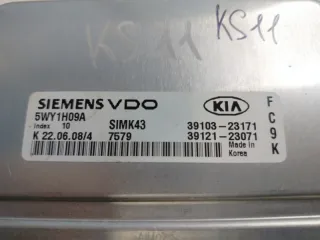 KS11 KS11
SIEMENS VDO KIA F
5WY1H09A C
Index 10 SIMK43 39103-23171 9
K 22.06.08/4 7579 39121-23071 K
Made in
Korea